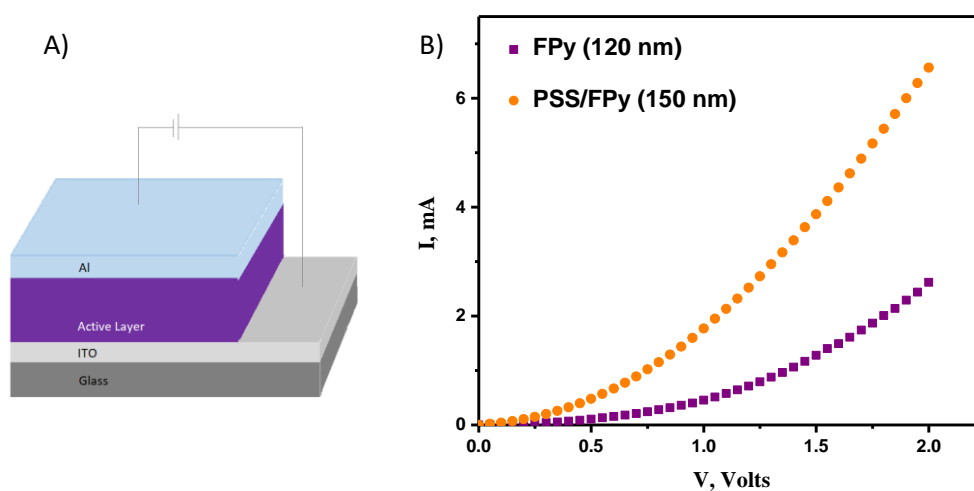 A)
Al
Active Layer
ITO
Glass
B)
FPy (120 nm)
PSS/FPy (150 nm)
I, mA
6
4
2
0
0.0 0.5 1.0 1.5 2.0
V, Volts